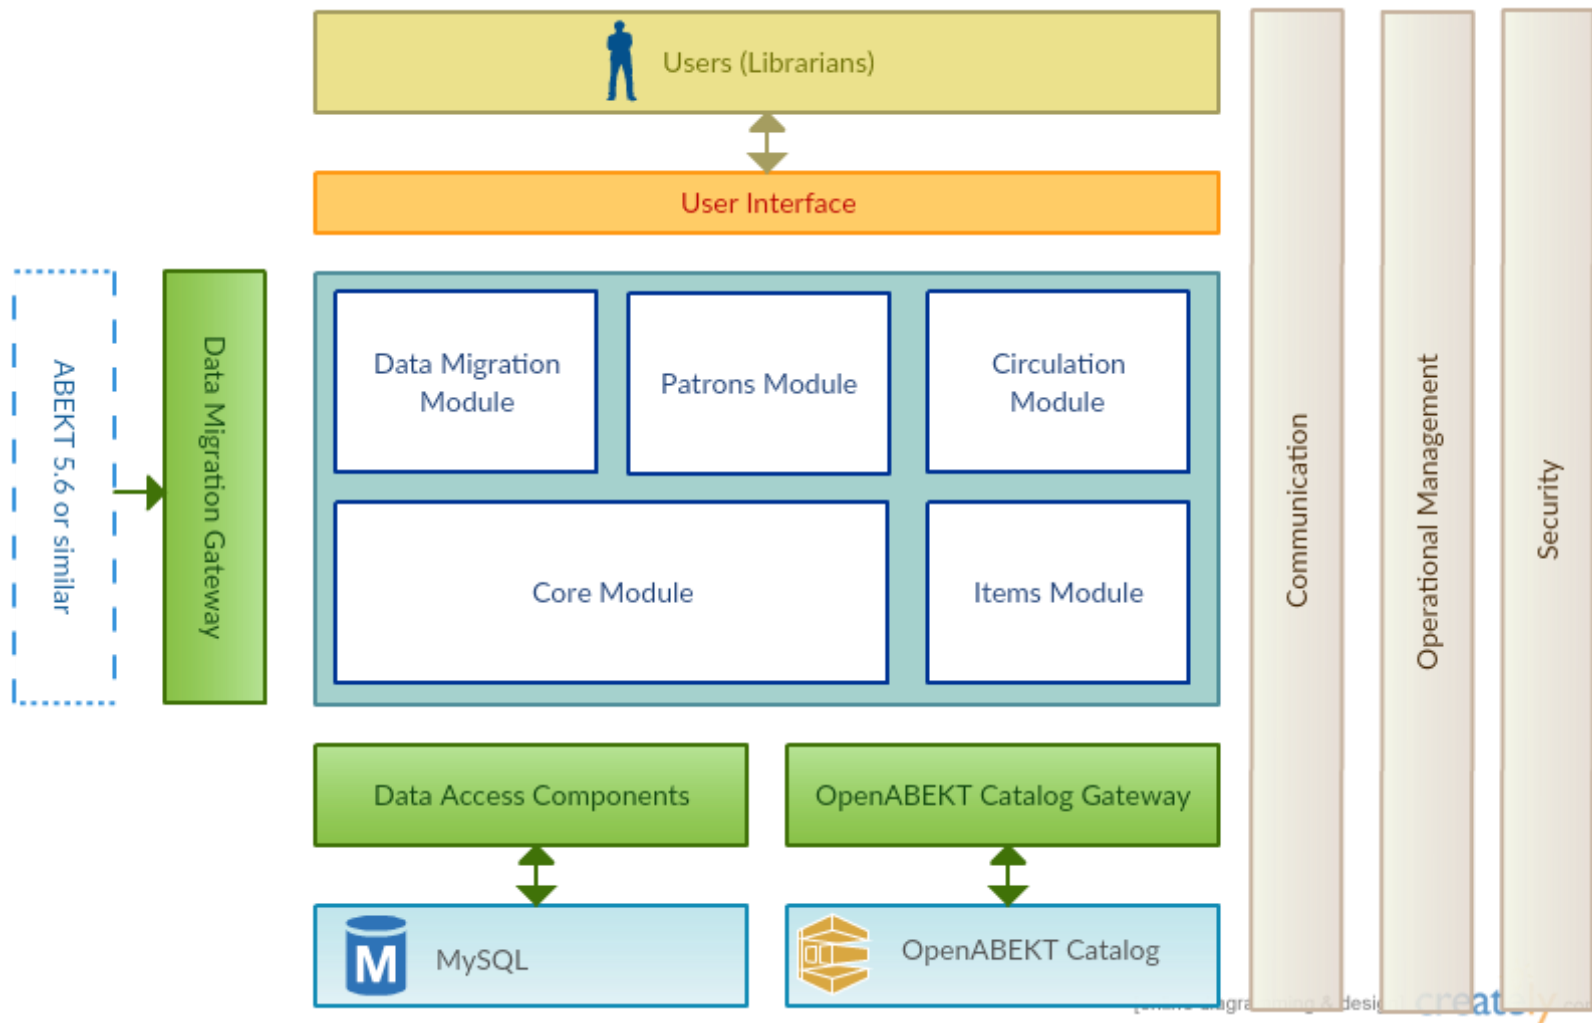 Users (Librarians)
User Interface
ABEKT 5.6 or similar
Data Migration Gateway
Data Migration
Module
Patrons Module
Circulation
Module
Core Module
Items Module
Data Access Components
OpenABEKT Catalog Gateway
M
MySQL
OpenABEKT Catalog
Communication
Operational Management
Security
creately